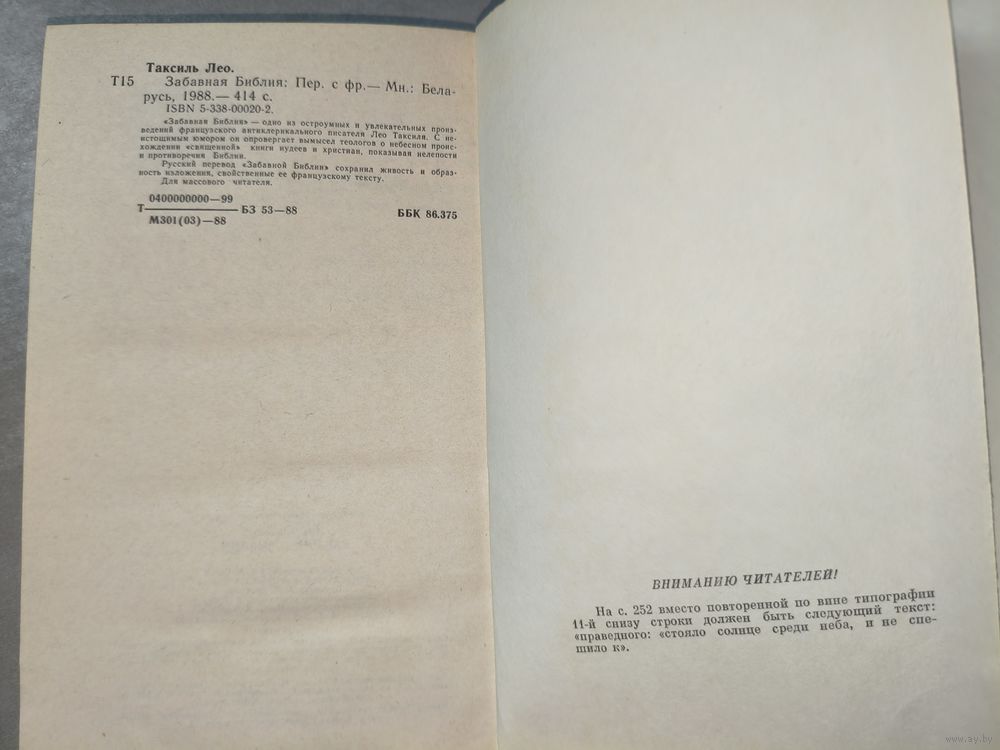 Таксиль Лео.
Т15 Забавная Библия: Пер. с фр.— Мн.: Бела-
русь, 1988.— 414 с.
ISBN 5-338-00020-2.
«Забавная Библия» — одно из остроумных и увлекательных произ-
ведений французского антиклерикального писателя Лео Таксиля. С не-
истощимым юмором он опровергает вымысел теологов о небесном проис-
хождении «священной» книги иудеев и христиан, показывая нелепости
и противоречия Библии.
Русский перевод «Забавной Библии» сохранил живость и образ-
ность изложения, свойственные ее французскому тексту.
Для массового читателя.
0400000000—99
Т————БЗ 53—88
М301(03)—88
ББК 86.375
ВНИМАНИЮ ЧИТАТЕЛЕЙ!
На с. 252 вместо повторенной по вине типографии
11-й снизу строки должен быть следующий текст:
«праведного: «стояло солнце среди неба, и не спе-
шило к».
www.ay.by